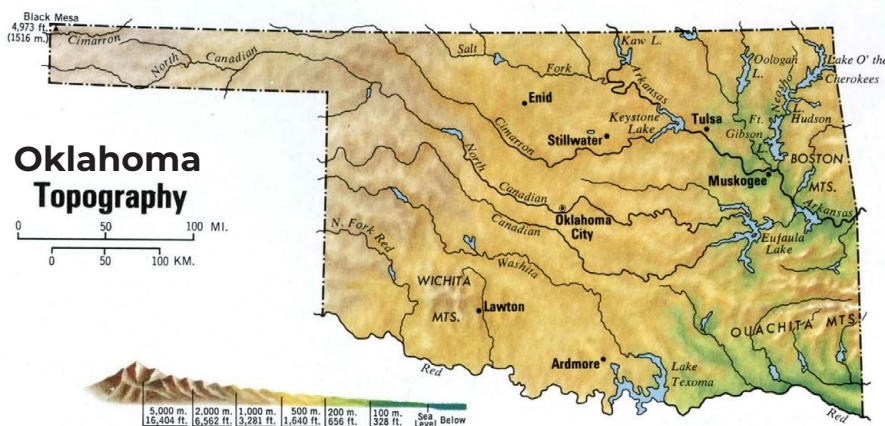 Black Mesa
4,973 ft.
(1516 m.)
Cimarron
North
Canadian
Salt
Fork
Kaw L.
Arkansas
Oologah
L.
Neosho
Lake O' the
Cherokees
L.
Hudson
Ft.
Gibson
L.
Enid
Cimarron
Keystone
Lake
Tulsa
Stillwater
BOSTON
MTS.
Muskogee
Oklahoma
Topography
0 50 100 MI.
0 50 100 KM.
North
Canadian
Canadian
Oklahoma
City
Arkansas
Eufaula
Lake
N. Fork Red
Washita
WICHITA
MTS.
Lawton
OUACHITA MTS.
Ardmore
Lake
Texoma
Red
Red
5,000 m. 2,000 m. 1,000 m. 500 m. 200 m. 100 m. Sea
16,404 ft. 6,562 ft. 3,281 ft. 1,640 ft. 656 ft. 328 ft. Level Below